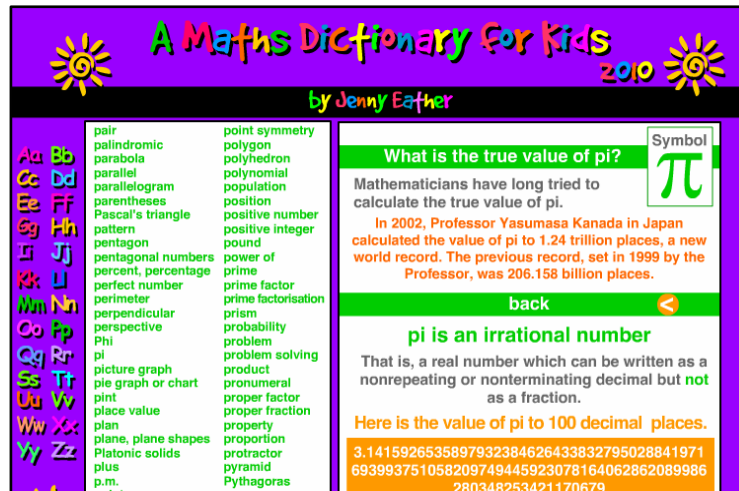 A Maths Dictionary for Kids
2010
by Jenny Eather
Aa Bb
Cc Dd
Ee Ff
Gg Hh
Ii Jj
Kk Ll
Mm Nn
Oo Pp
Qq Rr
Ss Tt
Uu Vv
Ww Xx
Yy Zz
pair
palindromic
parabola
parallel
parallelogram
parentheses
Pascal's triangle
pattern
pentagon
pentagonal numbers
percent, percentage
perfect number
perimeter
perpendicular
perspective
Phi
pi
picture graph
pie graph or chart
pint
place value
plan
plane, plane shapes
Platonic solids
plus
p.m.
point symmetry
polygon
polyhedron
polynomial
population
position
positive number
positive integer
pound
power of
prime
prime factor
prime factorisation
prism
probability
problem
problem solving
product
pronumeral
proper factor
proper fraction
property
proportion
protractor
pyramid
Pythagoras
Symbol
π
What is the true value of pi?
Mathematicians have long tried to
calculate the true value of pi.
In 2002, Professor Yasumasa Kanada in Japan
calculated the value of pi to 1.24 trillion places, a new
world record. The previous record, set in 1999 by the
Professor, was 206.158 billion places.
back <
pi is an irrational number
That is, a real number which can be written as a
nonrepeating or nonterminating decimal but not
as a fraction.
Here is the value of pi to 100 decimal places.
3.1415926535897932384626433832795028841971
693993751058209749445923078164062862089986
280348253421170679